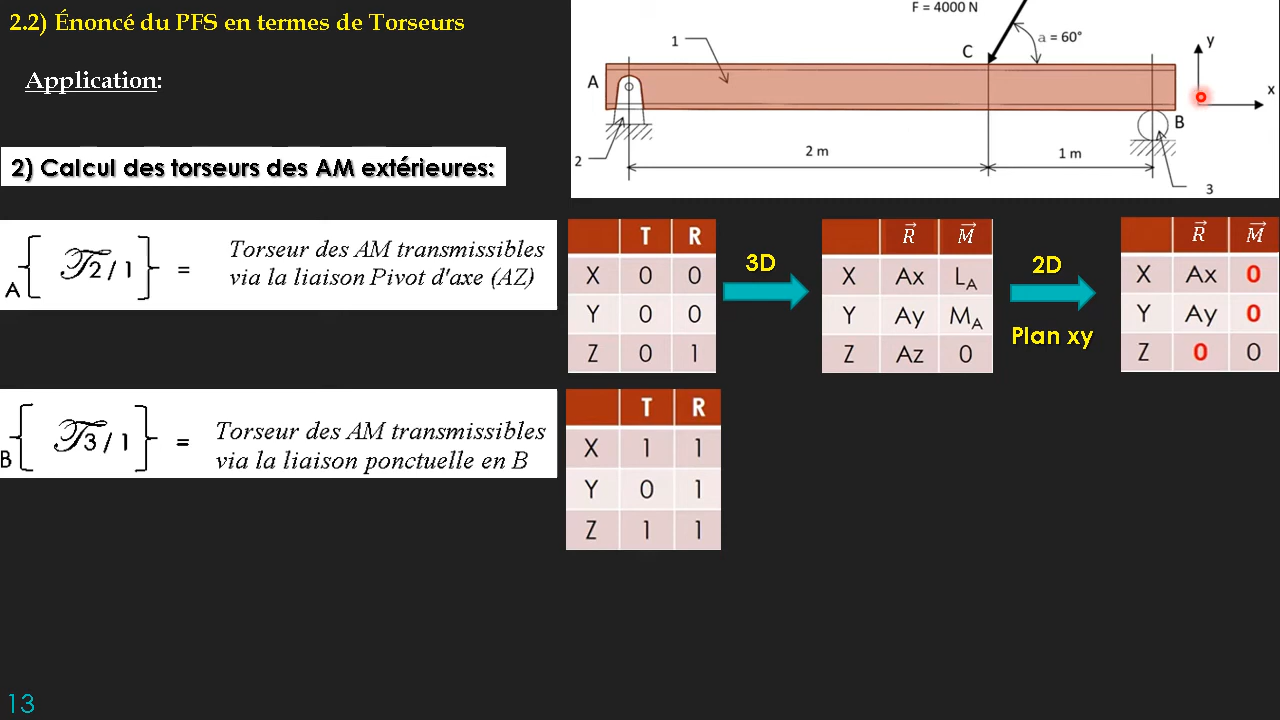 2.2) Énoncé du PFS en termes de Torseurs
Application:
F = 4000 N
a = 60°
1
C
A
y
x
B
2
2 m
1 m
3
2) Calcul des torseurs des AM extérieures:
A { 𝒯2/1 } = Torseur des AM transmissibles
via la liaison Pivot d'axe (AZ)
T R
X 0 0
Y 0 0
Z 0 1
3D
R⃗ M⃗
X Ax L_A
Y Ay M_A
Z Az 0
2D
Plan xy
R⃗ M⃗
X Ax 0
Y Ay 0
Z 0 0
B { 𝒯3/1 } = Torseur des AM transmissibles
via la liaison ponctuelle en B
T R
X 1 1
Y 0 1
Z 1 1
13